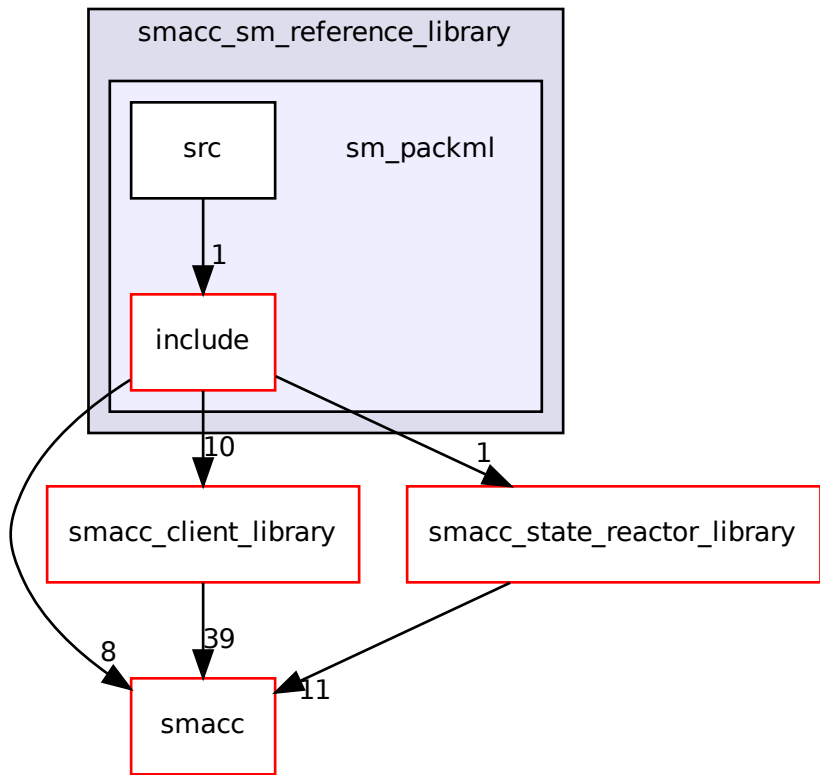 smacc_sm_reference_library
src
sm_packml
1
include
10
1
smacc_client_library
smacc_state_reactor_library
8
39
11
smacc